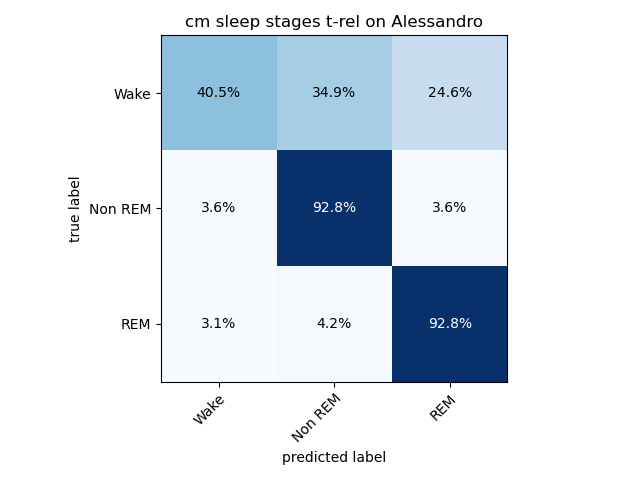 cm sleep stages t-rel on Alessandro
Wake 40.5% 34.9% 24.6%
Non REM 3.6% 92.8% 3.6%
REM 3.1% 4.2% 92.8%
true label
Wake Non REM REM
predicted label